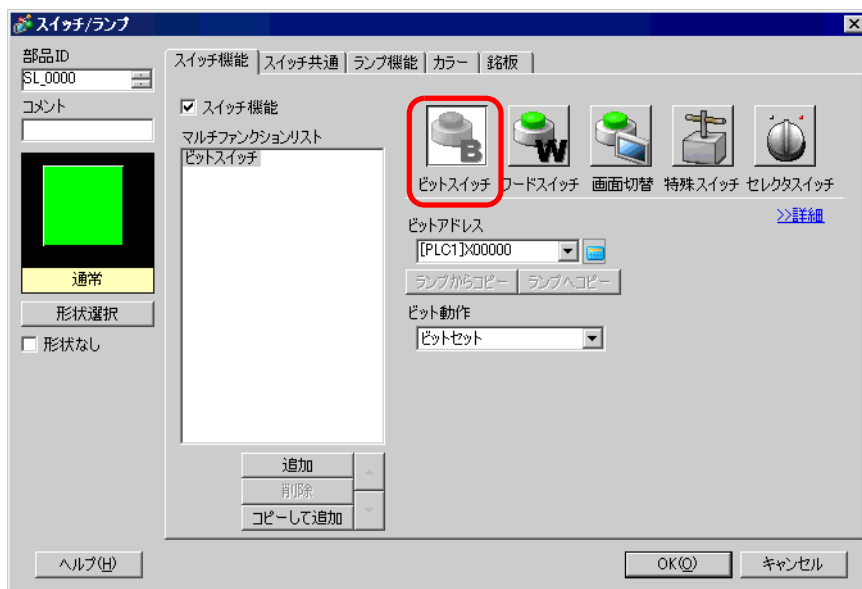 スイッチ/ランプ
部品ID
SL_0000
コメント
通常
形状選択
形状なし
スイッチ機能 スイッチ共通 ランプ機能 カラー 銘板
スイッチ機能
マルチファンクションリスト
ビットスイッチ
追加
削除
コピーして追加
B W
ビットスイッチ ワードスイッチ 画面切替 特殊スイッチ セレクタスイッチ
>>詳細
ビットアドレス
[PLC1]X00000
ランプからコピー ランプへコピー
ビット動作
ビットセット
ヘルプ(H) OK(O) キャンセル